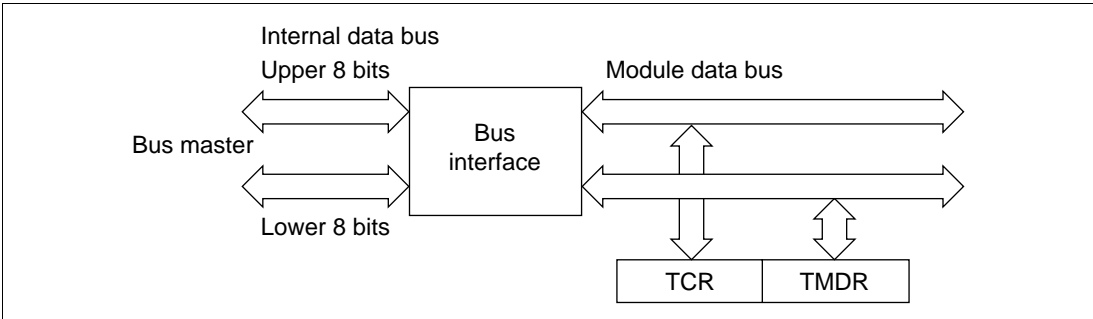 Internal data bus
Upper 8 bits
Module data bus
Bus master
Bus
interface
Lower 8 bits
TCR
TMDR